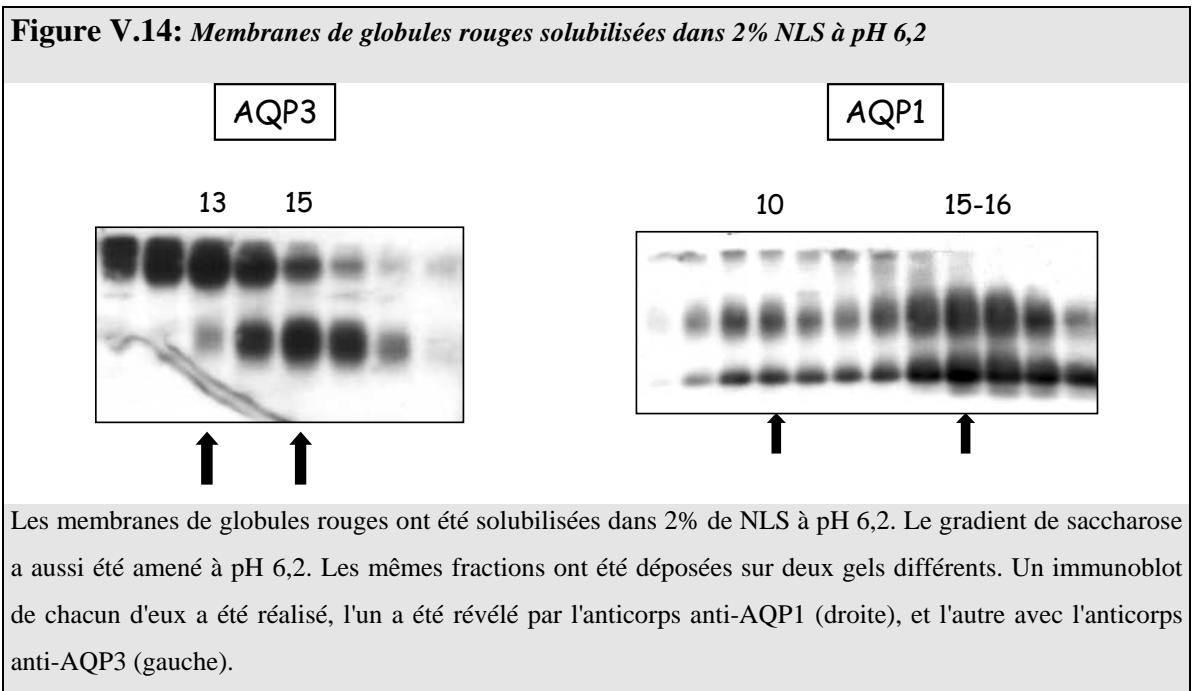 Figure V.14: Membranes de globules rouges solubilisées dans 2% NLS à pH 6,2
AQP3
AQP1
13 15
10 15-16
Les membranes de globules rouges ont été solubilisées dans 2% de NLS à pH 6,2. Le gradient de saccharose
a aussi été amené à pH 6,2. Les mêmes fractions ont été déposées sur deux gels différents. Un immunoblot
de chacun d'eux a été réalisé, l'un a été révélé par l'anticorps anti-AQP1 (droite), et l'autre avec l'anticorps
anti-AQP3 (gauche).